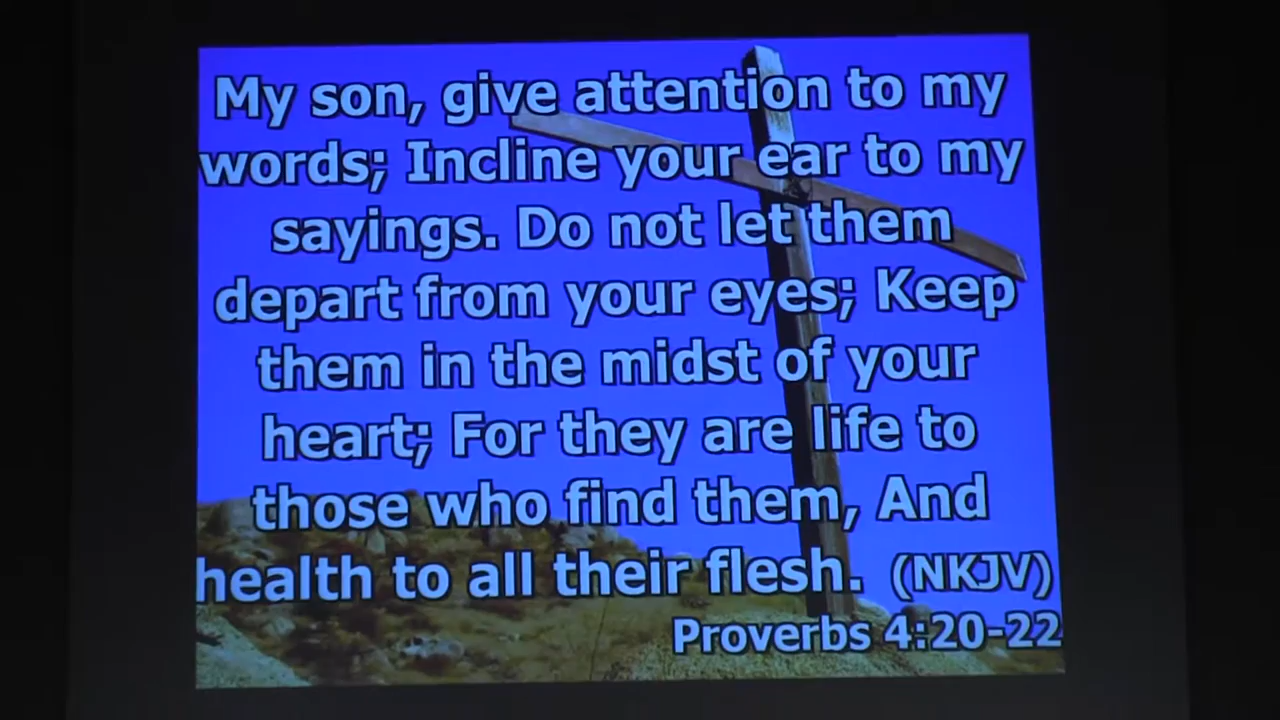 My son, give attention to my
words; Incline your ear to my
sayings. Do not let them
depart from your eyes; Keep
them in the midst of your
heart; For they are life to
those who find them, And
health to all their flesh. (NKJV)
Proverbs 4:20-22